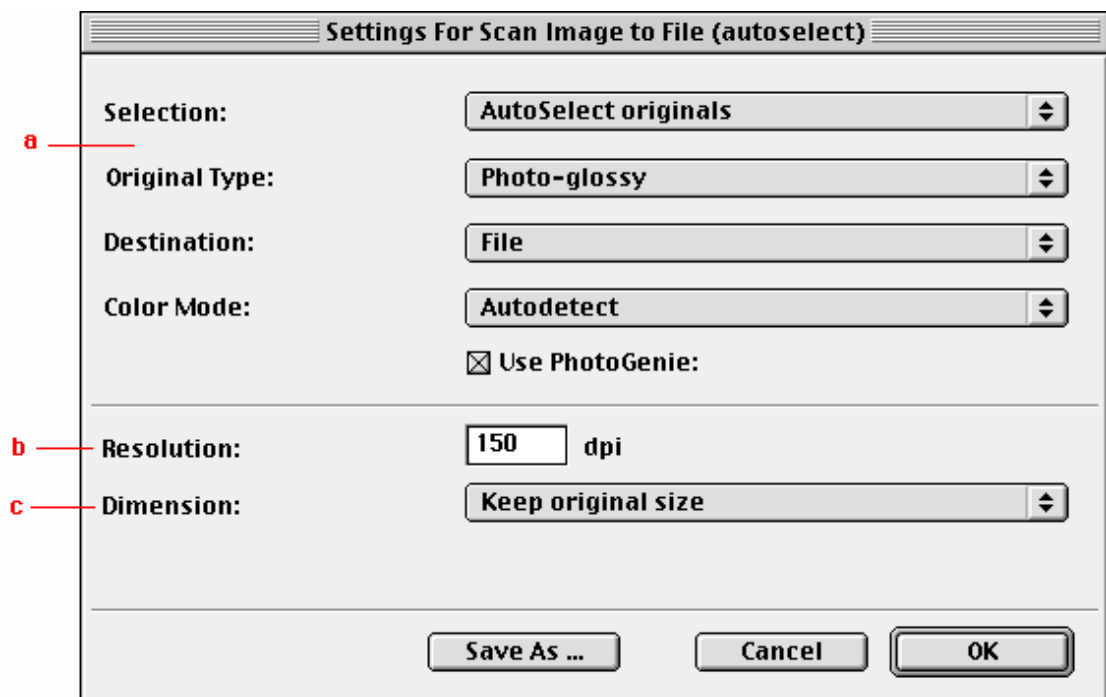 Settings For Scan Image to File (autoselect)
Selection: AutoSelect originals
a
Original Type: Photo-glossy
Destination: File
Color Mode: Autodetect
Use PhotoGenie:
b Resolution: 150 dpi
c Dimension: Keep original size
Save As ... Cancel OK